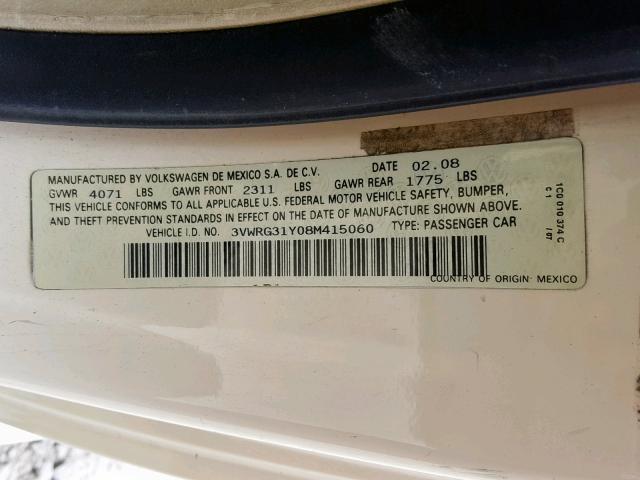 MANUFACTURED BY VOLKSWAGEN DE MEXICO S.A. DE C.V. DATE 02.08
GVWR 4071 LBS GAWR FRONT 2311 LBS GAWR REAR 1775 LBS
THIS VEHICLE CONFORMS TO ALL APPLICABLE U.S. FEDERAL MOTOR VEHICLE SAFETY, BUMPER,
AND THEFT PREVENTION STANDARDS IN EFFECT ON THE DATE OF MANUFACTURE SHOWN ABOVE.
VEHICLE I.D. NO. 3VWRG31Y08M415060 TYPE: PASSENGER CAR
COUNTRY OF ORIGIN: MEXICO
1C0 010 374 C
C 1 / 07